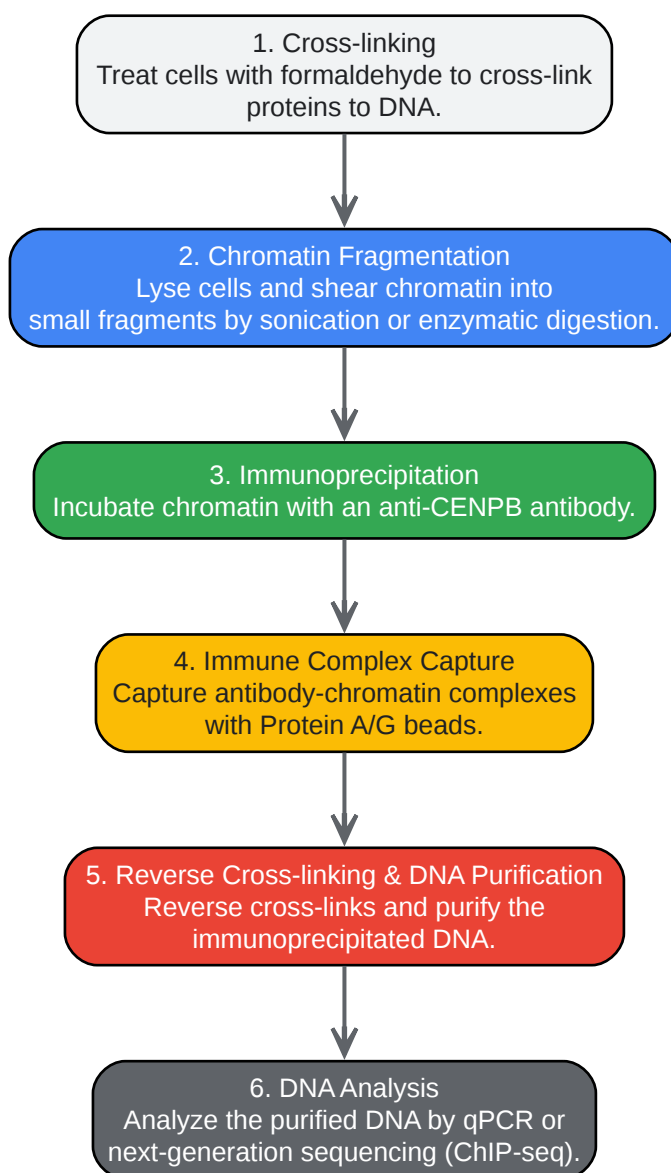 1. Cross-linking
Treat cells with formaldehyde to cross-link
proteins to DNA.
2. Chromatin Fragmentation
Lyse cells and shear chromatin into
small fragments by sonication or enzymatic digestion.
3. Immunoprecipitation
Incubate chromatin with an anti-CENPB antibody.
4. Immune Complex Capture
Capture antibody-chromatin complexes
with Protein A/G beads.
5. Reverse Cross-linking & DNA Purification
Reverse cross-links and purify the
immunoprecipitated DNA.
6. DNA Analysis
Analyze the purified DNA by qPCR or
next-generation sequencing (ChIP-seq).